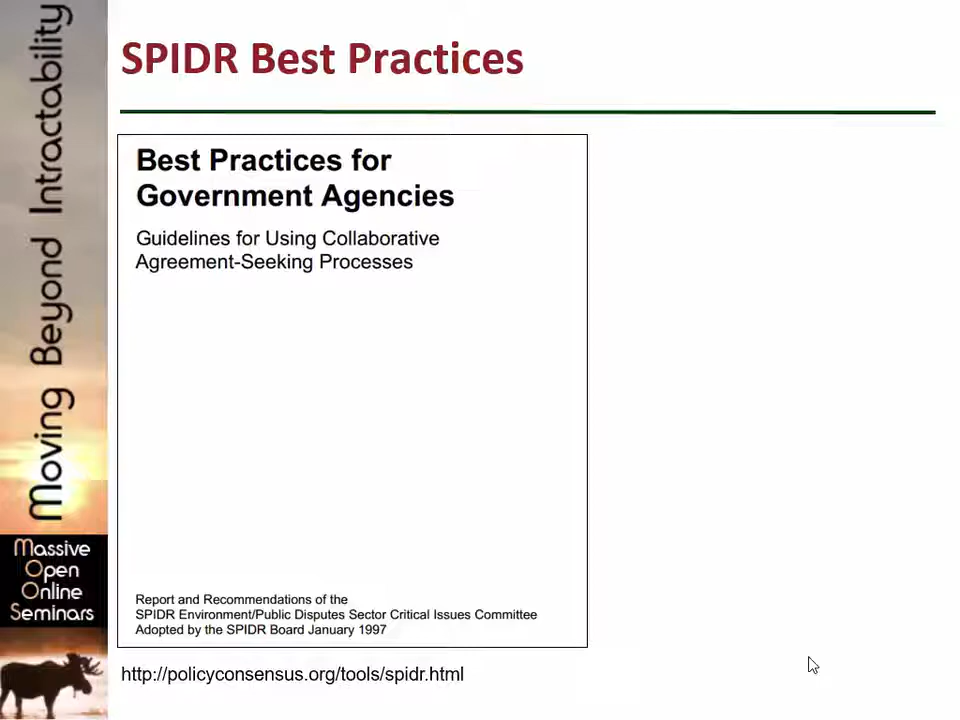 SPIDR Best Practices
Moving Beyond Intractability
Massive
Open
Online
Seminars
Best Practices for
Government Agencies
Guidelines for Using Collaborative
Agreement-Seeking Processes
Report and Recommendations of the
SPIDR Environment/Public Disputes Sector Critical Issues Committee
Adopted by the SPIDR Board January 1997
http://policyconsensus.org/tools/spidr.html